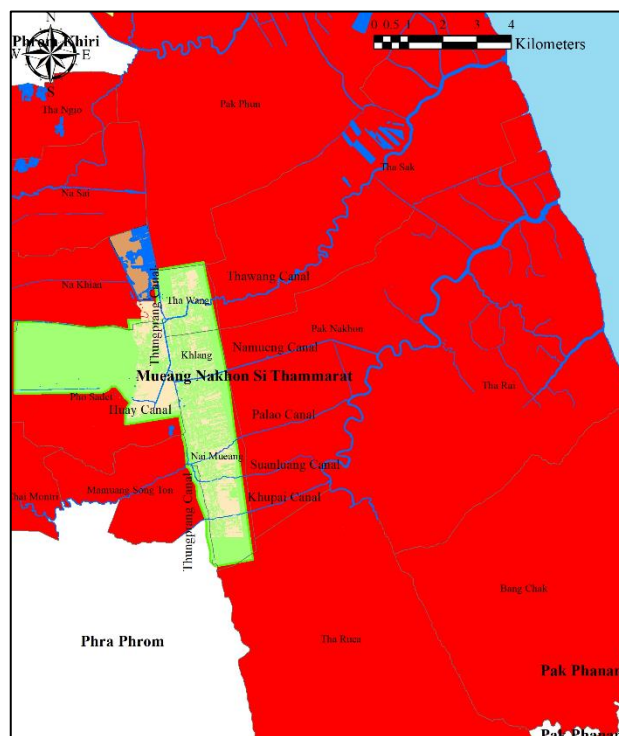 N
Phrom Khiri
W E
S
0 0.5 1 2 3 4
Kilometers
Tha Ngio
Pak Phun
Tha Sak
Na Sai
Na Khian
Thungprang Canal
Thawang Canal
Tha Wang
Pak Nakhon
Khlang
Namueng Canal
Mueang Nakhon Si Thammarat
Tha Rai
Pho Sadet
Huay Canal
Palao Canal
Nai Mueang
Suanluang Canal
Mamuang Song Ton
Khupai Canal
Thungprang Canal
Bang Chak
Phra Phrom
Tha Ruea
Pak Phanan
Pak Phanan